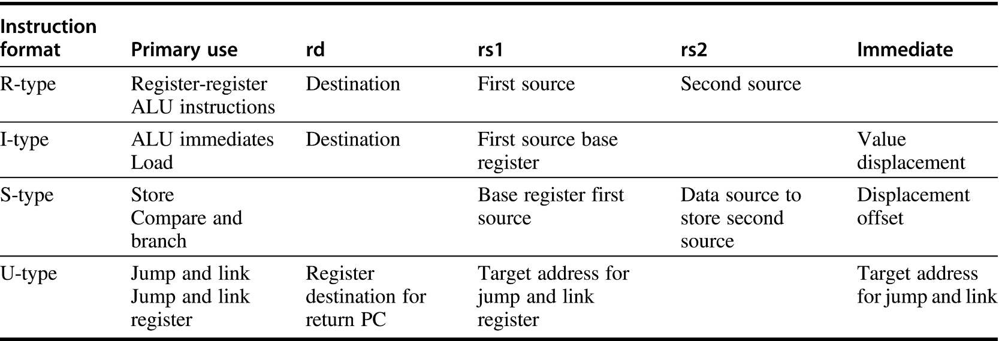 Instruction
format Primary use rd rs1 rs2 Immediate
R-type Register-register Destination First source Second source
ALU instructions
I-type ALU immediates Destination First source base Value
Load register displacement
S-type Store Base register first Data source to Displacement
Compare and source store second offset
branch source
U-type Jump and link Register Target address for Target address
Jump and link destination for jump and link for jump and link
register return PC register